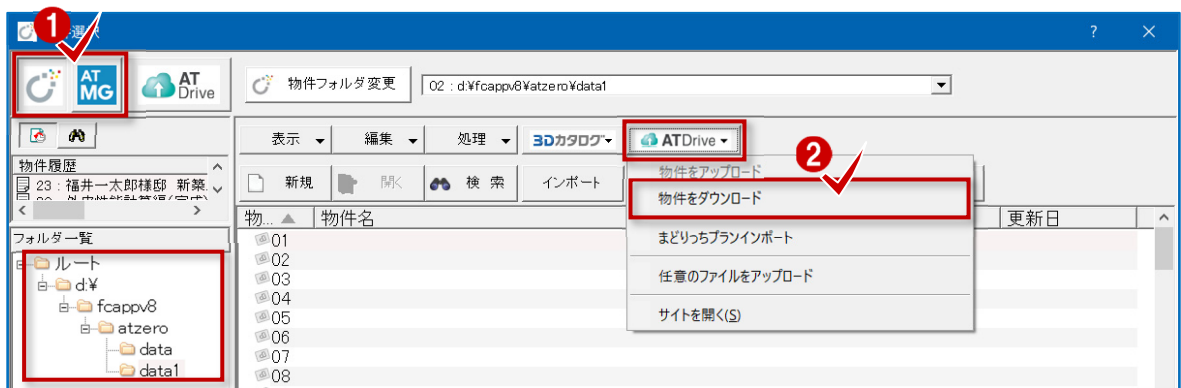 1
選択
?
×
AT
MG
AT
Drive
物件フォルダ変更
02 : d:¥fcappv8¥atzero¥data1
表示
編集
処理
3Dカタログ
ATDrive
2
物件履歴
23 : 福井一太郎様邸 新築.
新規
開く
検 索
インポート
物件をアップロード
物件をダウンロード
まどりっちプランインポート
任意のファイルをアップロード
サイトを開く(S)
物...
物件名
更新日
フォルダ一覧
ルート
d:¥
fcappv8
atzero
data
data1
01
02
03
04
05
06
07
08